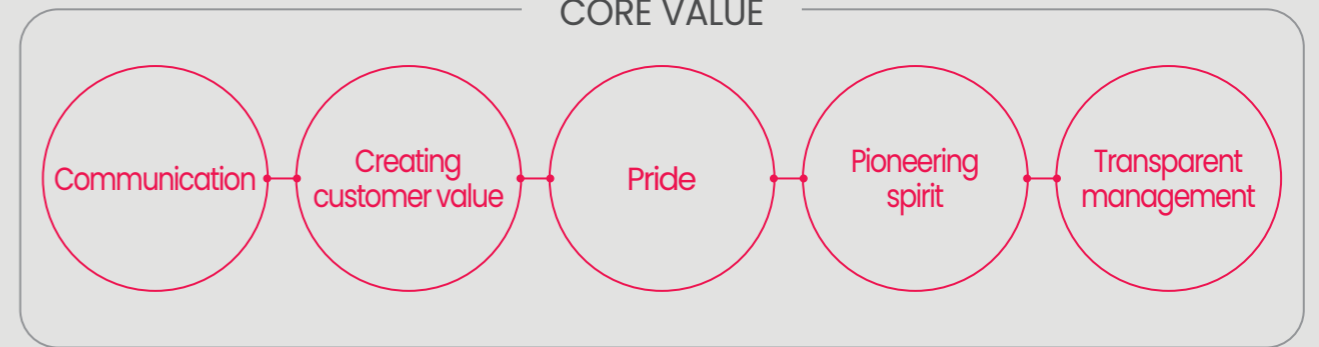 CORE VALUE
Communication
Creating
customer value
Pride
Pioneering
spirit
Transparent
management